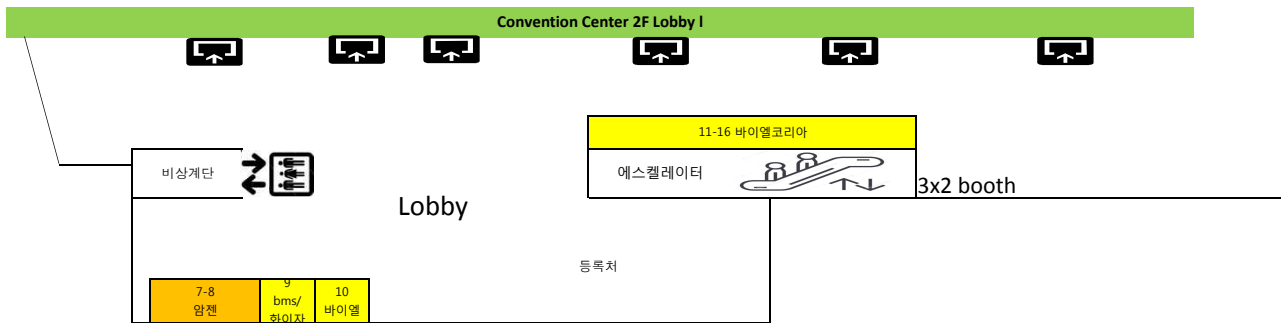 Convention Center 2F Lobby l
11-16 바이엘코리아
비상계단
에스켈레이터
3x2 booth
Lobby
등록처
7-8
암젠
9
bms/
화이자
10
바이엘